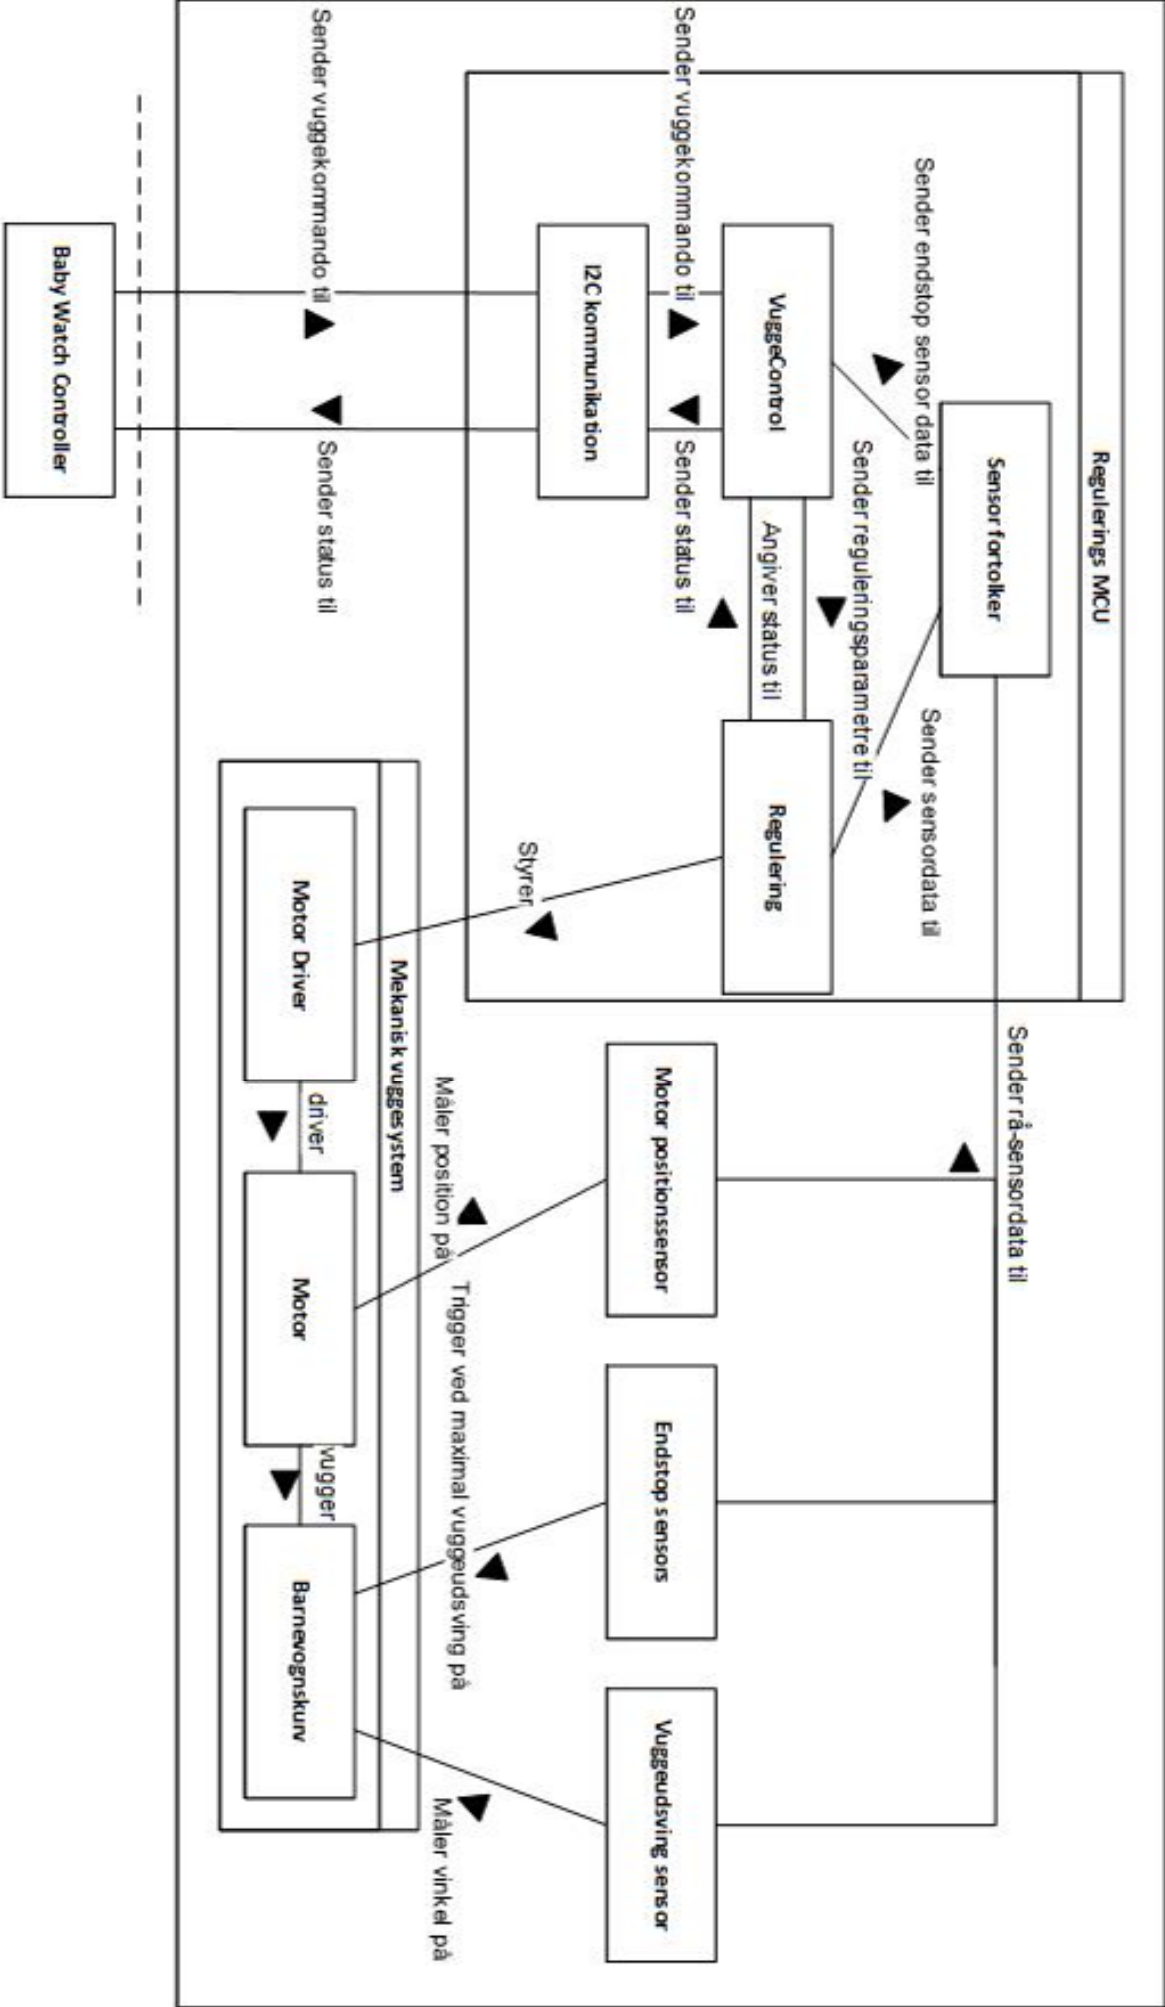 Regulerings MCU
Sensor fortolker
Sender rå-sensordata til
Sender endstop sensor data til
Sender sensordata til
Sender reguleringsparametre til
VuggeControl
Angiver status til
Regulering
Sender vuggekommando til
Sender status til
Motor positionssensor
Endstop sensors
Vuggeudsving sensor
I2C kommunikation
Styrer
Måler position på
Trigger ved maximal vuggeudsving på
Måler vinkel på
Mekanisk vuggesystem
Sender vuggekommando til
Sender status til
Motor Driver
driver
Motor
vugger
Barnevognskurv
Baby Watch Controller